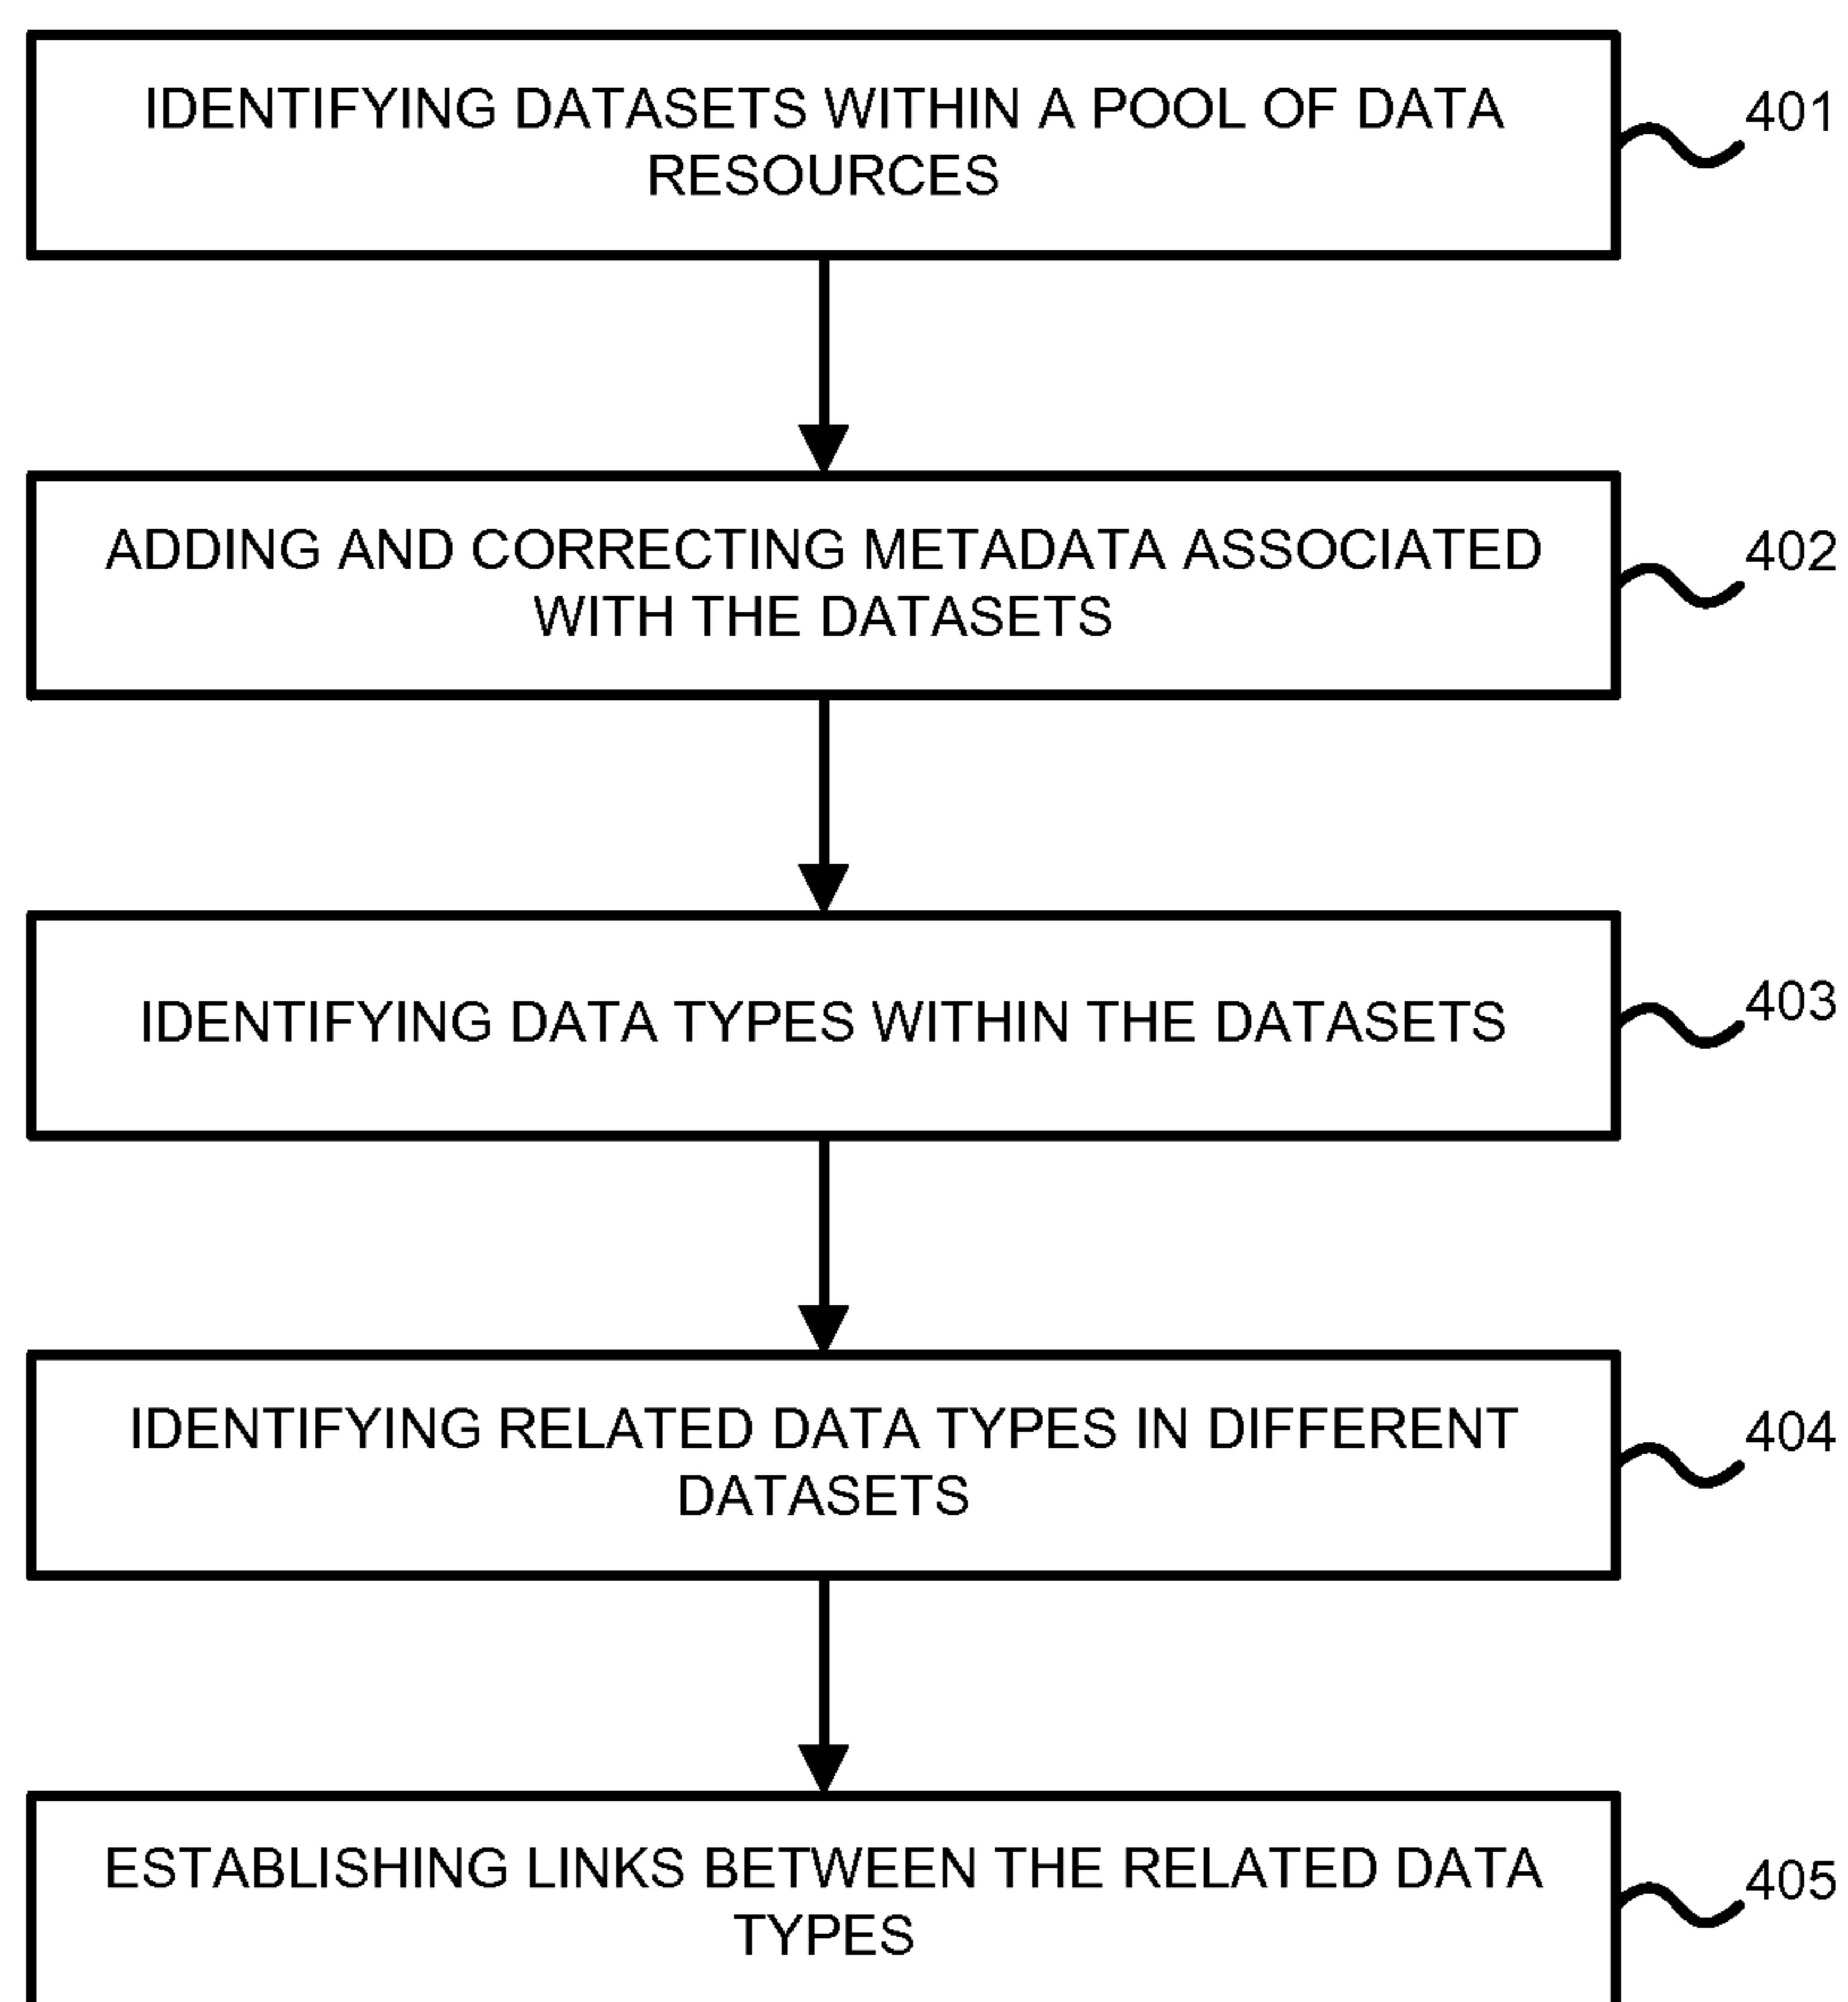 IDENTIFYING DATASETS WITHIN A POOL OF DATA
RESOURCES
401
ADDING AND CORRECTING METADATA ASSOCIATED
WITH THE DATASETS
402
IDENTIFYING DATA TYPES WITHIN THE DATASETS
403
IDENTIFYING RELATED DATA TYPES IN DIFFERENT
DATASETS
404
ESTABLISHING LINKS BETWEEN THE RELATED DATA
TYPES
405